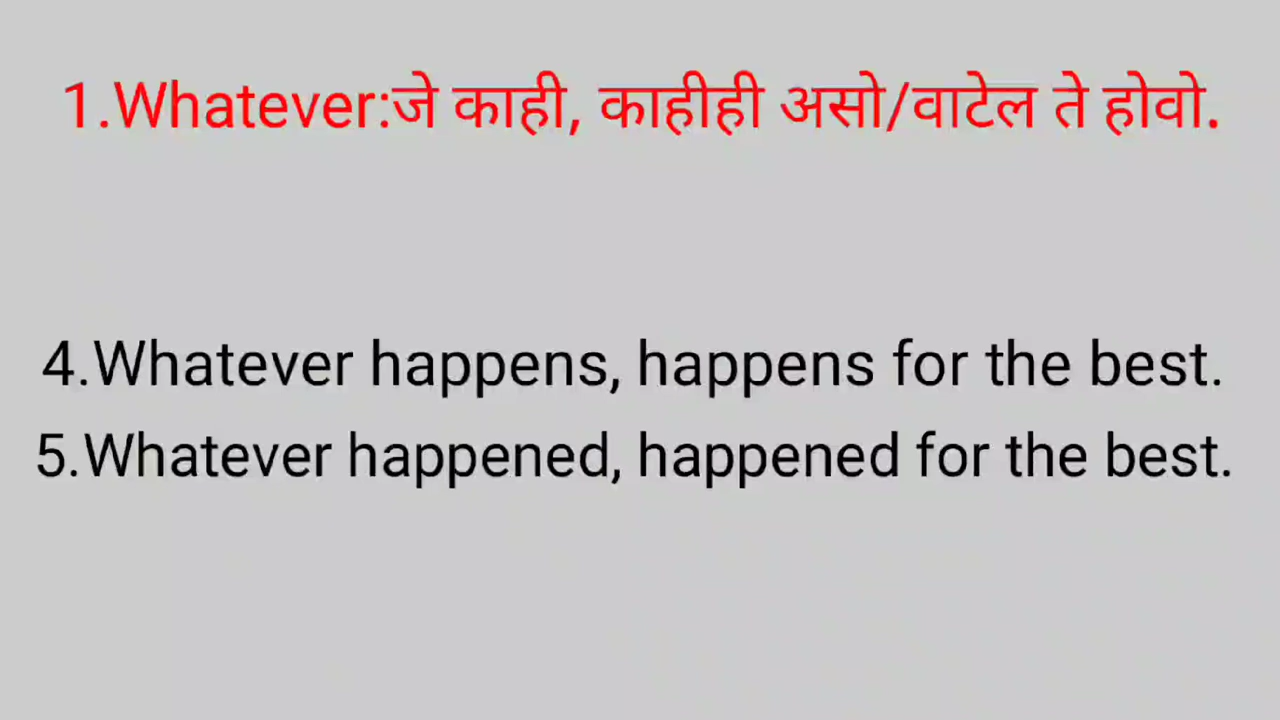 1.Whatever:जे काही, काहीही असो/वाटेल ते होवो.
4.Whatever happens, happens for the best.
5.Whatever happened, happened for the best.